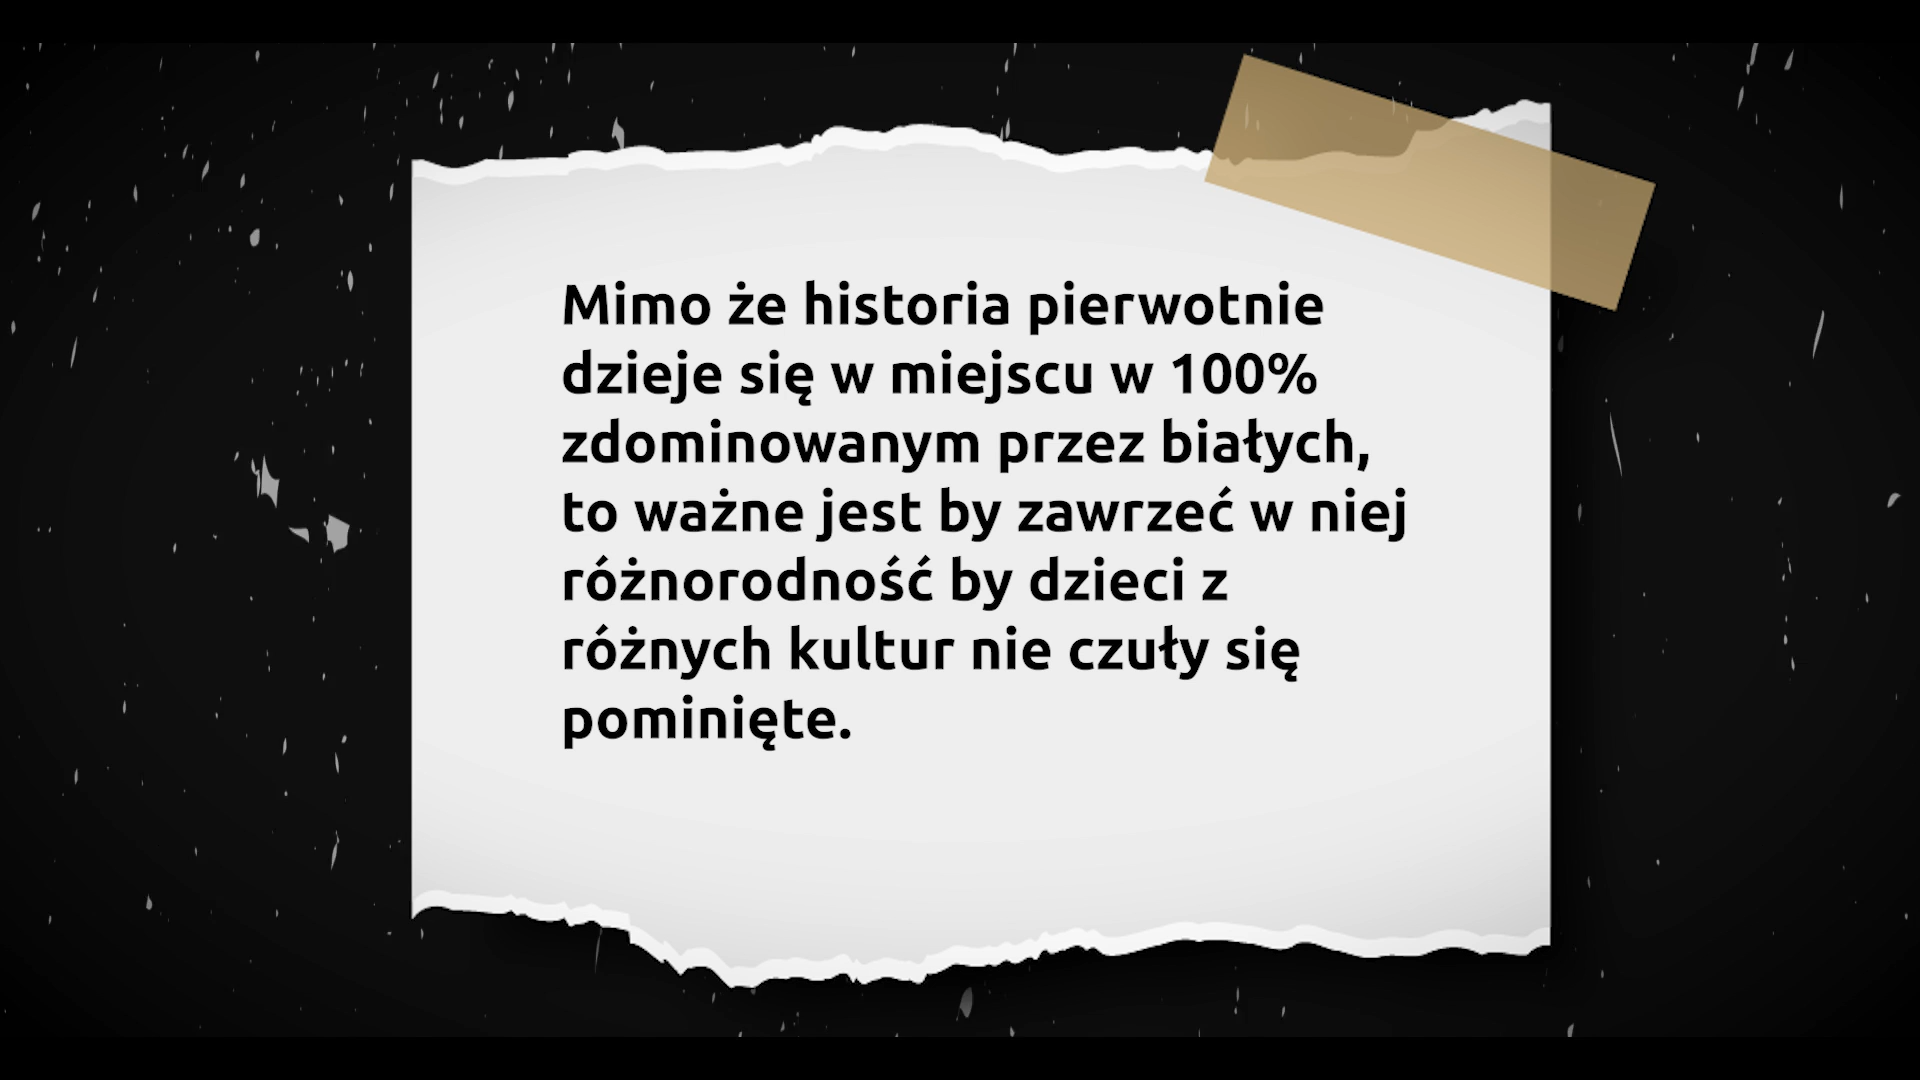 Mimo że historia pierwotnie
dzieje się w miejscu w 100%
zdominowanym przez białych,
to ważne jest by zawrzeć w niej
różnorodność by dzieci z
różnych kultur nie czuły się
pominięte.